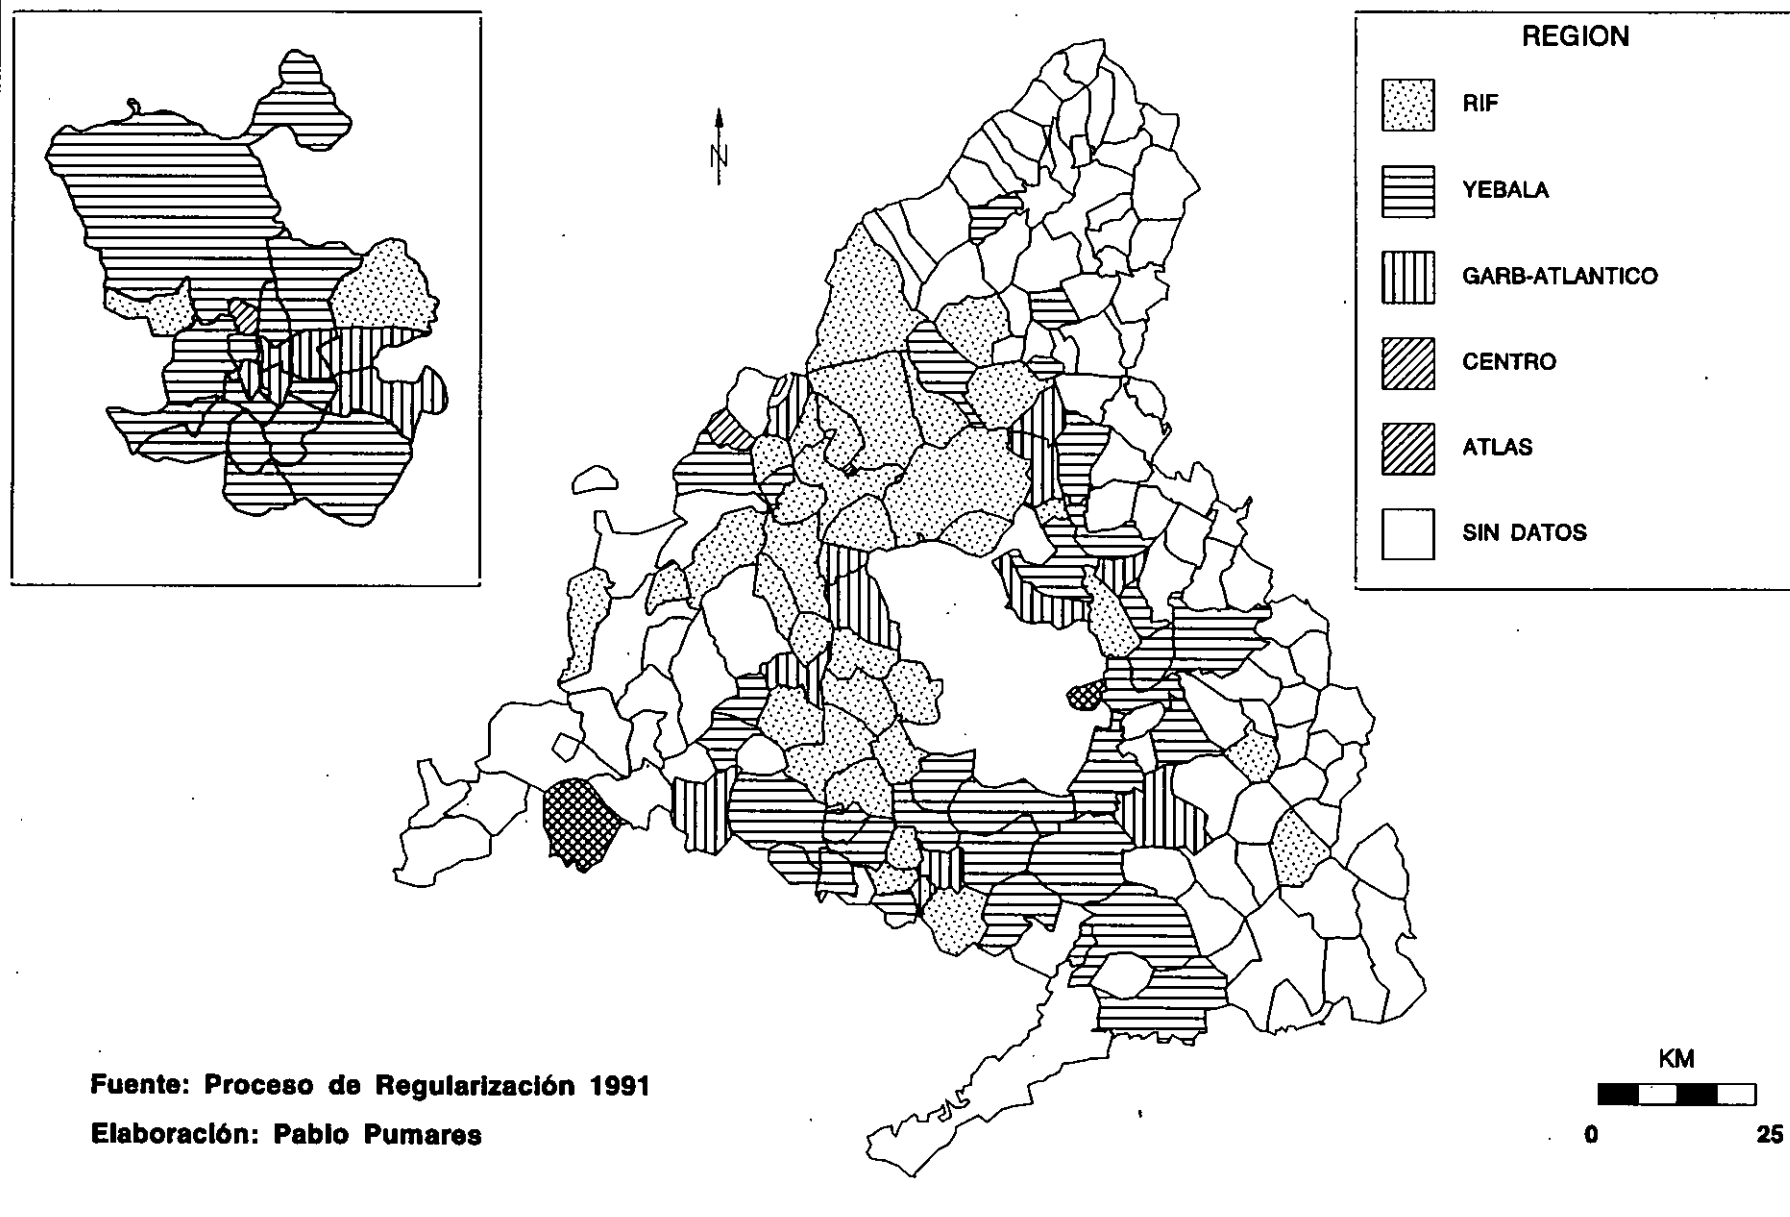 REGION
RIF
YEBALA
GARB-ATLANTICO
CENTRO
ATLAS
SIN DATOS
N
Fuente: Proceso de Regularización 1991
Elaboración: Pablo Pumares
KM
0 25